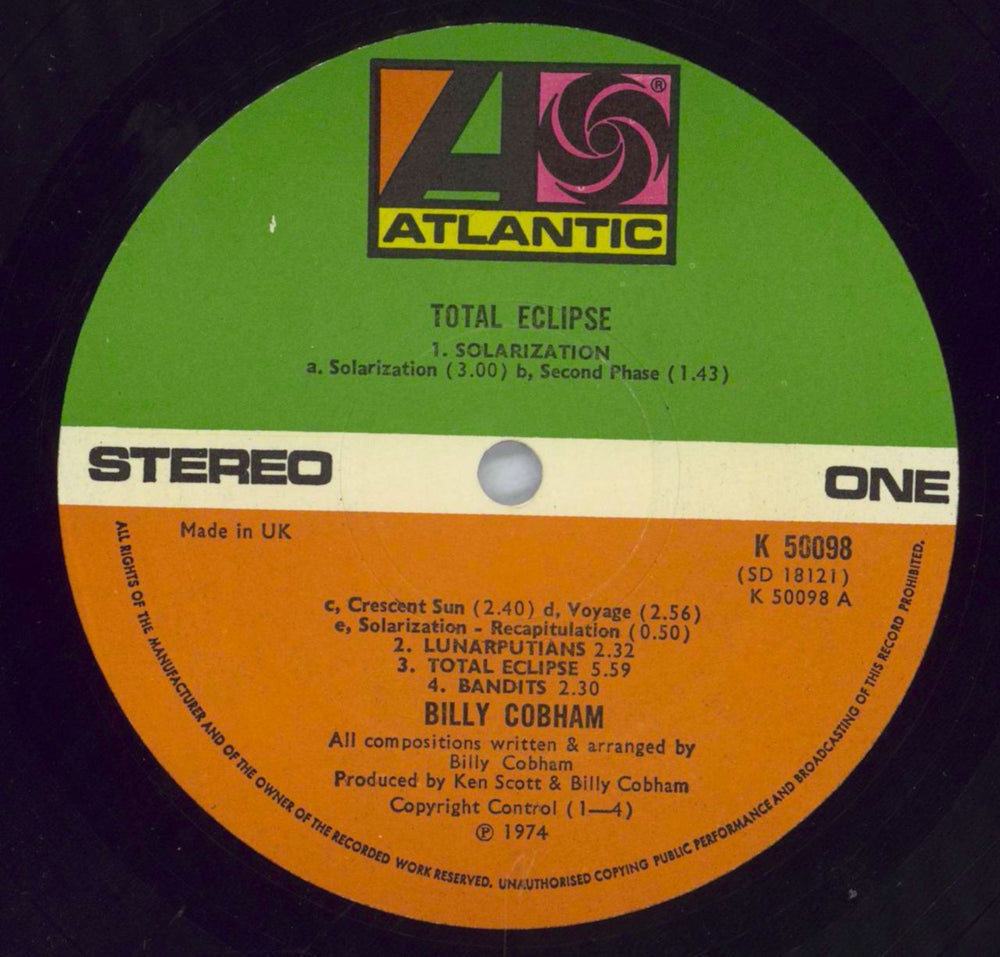 ATLANTIC
®
TOTAL ECLIPSE
1. SOLARIZATION
a. Solarization (3.00) b, Second Phase (1.43)
STEREO
ONE
Made in UK
K 50098
(SD 18121)
K 50098 A
c, Crescent Sun (2.40) d, Voyage (2.56)
e, Solarization - Recapitulation (0.50)
2. LUNARPUTIANS 2.32
3. TOTAL ECLIPSE 5.59
4. BANDITS 2.30
BILLY COBHAM
All compositions written & arranged by
Billy Cobham
Produced by Ken Scott & Billy Cobham
Copyright Control (1—4)
℗ 1974
ALL RIGHTS OF THE MANUFACTURER AND OF THE OWNER OF THE RECORDED WORK RESERVED. UNAUTHORISED COPYING PUBLIC PERFORMANCE AND BROADCASTING OF THIS RECORD PROHIBITED.